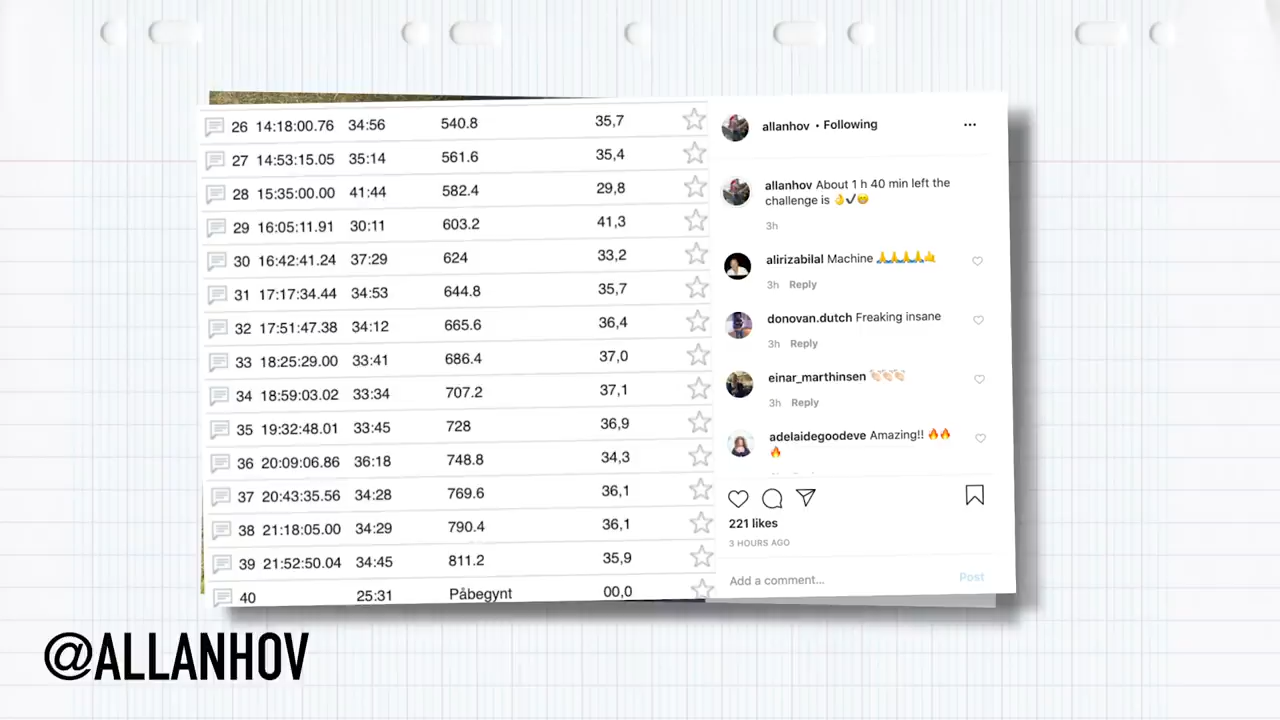 26 14:18:00.76 34:56 540.8 35,7
27 14:53:15.05 35:14 561.6 35,4
28 15:35:00.00 41:44 582.4 29,8
29 16:05:11.91 30:11 603.2 41,3
30 16:42:41.24 37:29 624 33,2
31 17:17:34.44 34:53 644.8 35,7
32 17:51:47.38 34:12 665.6 36,4
33 18:25:29.00 33:41 686.4 37,0
34 18:59:03.02 33:34 707.2 37,1
35 19:32:48.01 33:45 728 36,9
36 20:09:06.86 36:18 748.8 34,3
37 20:43:35.56 34:28 769.6 36,1
38 21:18:05.00 34:29 790.4 36,1
39 21:52:50.04 34:45 811.2 35,9
40 25:31 Påbegynt 00,0
allanhov • Following
allanhov About 1 h 40 min left the
challenge is 👌✔😁
3h
alirizabilal Machine 🙏🙏🙏🙏🤙
3h Reply
donovan.dutch Freaking insane
3h Reply
einar_marthinsen 👏🏻👏🏻👏🏻
3h Reply
adelaidegoodeve Amazing!! 🔥🔥
🔥
221 likes
3 HOURS AGO
Add a comment... Post
@ALLANHOV